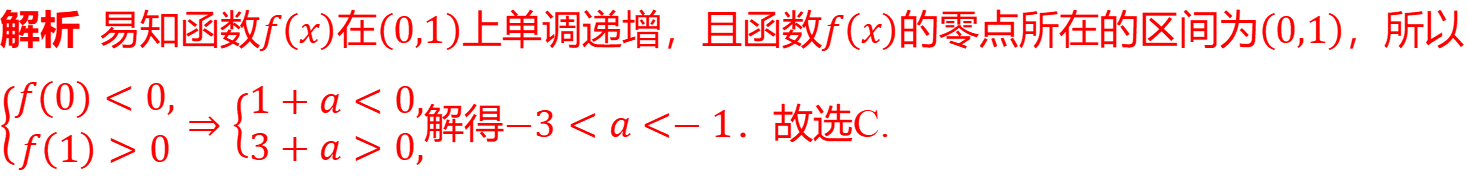 解析 易知函数f(x)在(0,1)上单调递增，且函数f(x)的零点所在的区间为(0,1)，所以
{f(0) < 0, f(1) > 0 ⇒ {1 + a < 0, 3 + a > 0, 解得−3 < a <− 1．故选C.